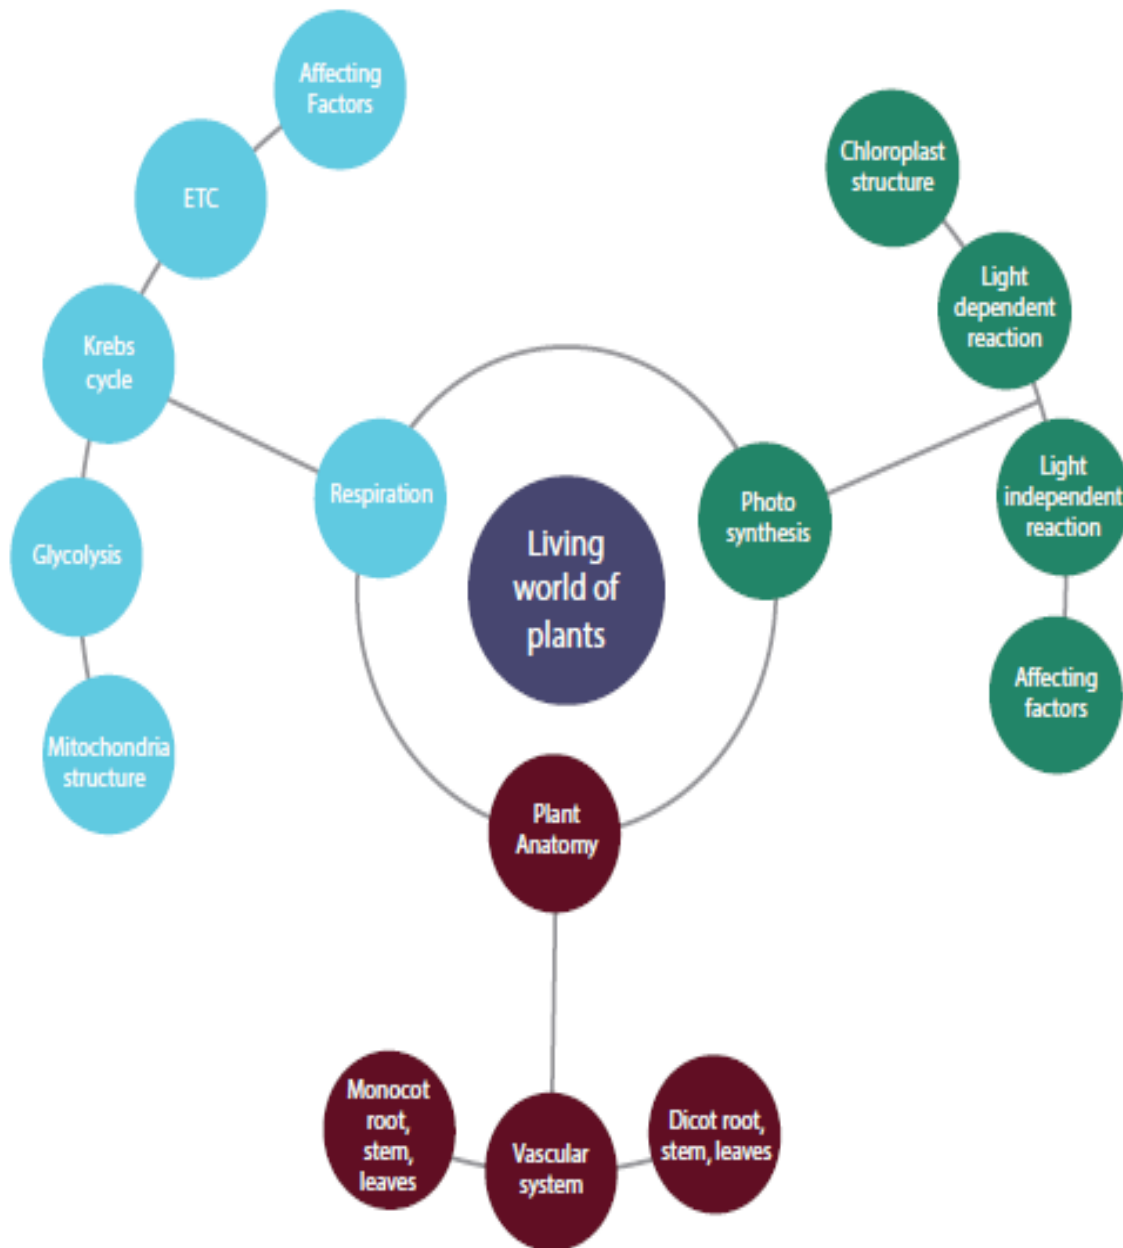 Affecting
Factors
ETC
Krebs
cycle
Glycolysis
Mitochondria
structure
Respiration
Living
world of
plants
Photo
synthesis
Chloroplast
structure
Light
dependent
reaction
Light
independent
reaction
Affecting
factors
Plant
Anatomy
Monocot
root,
stem,
leaves
Vascular
system
Dicot root,
stem, leaves